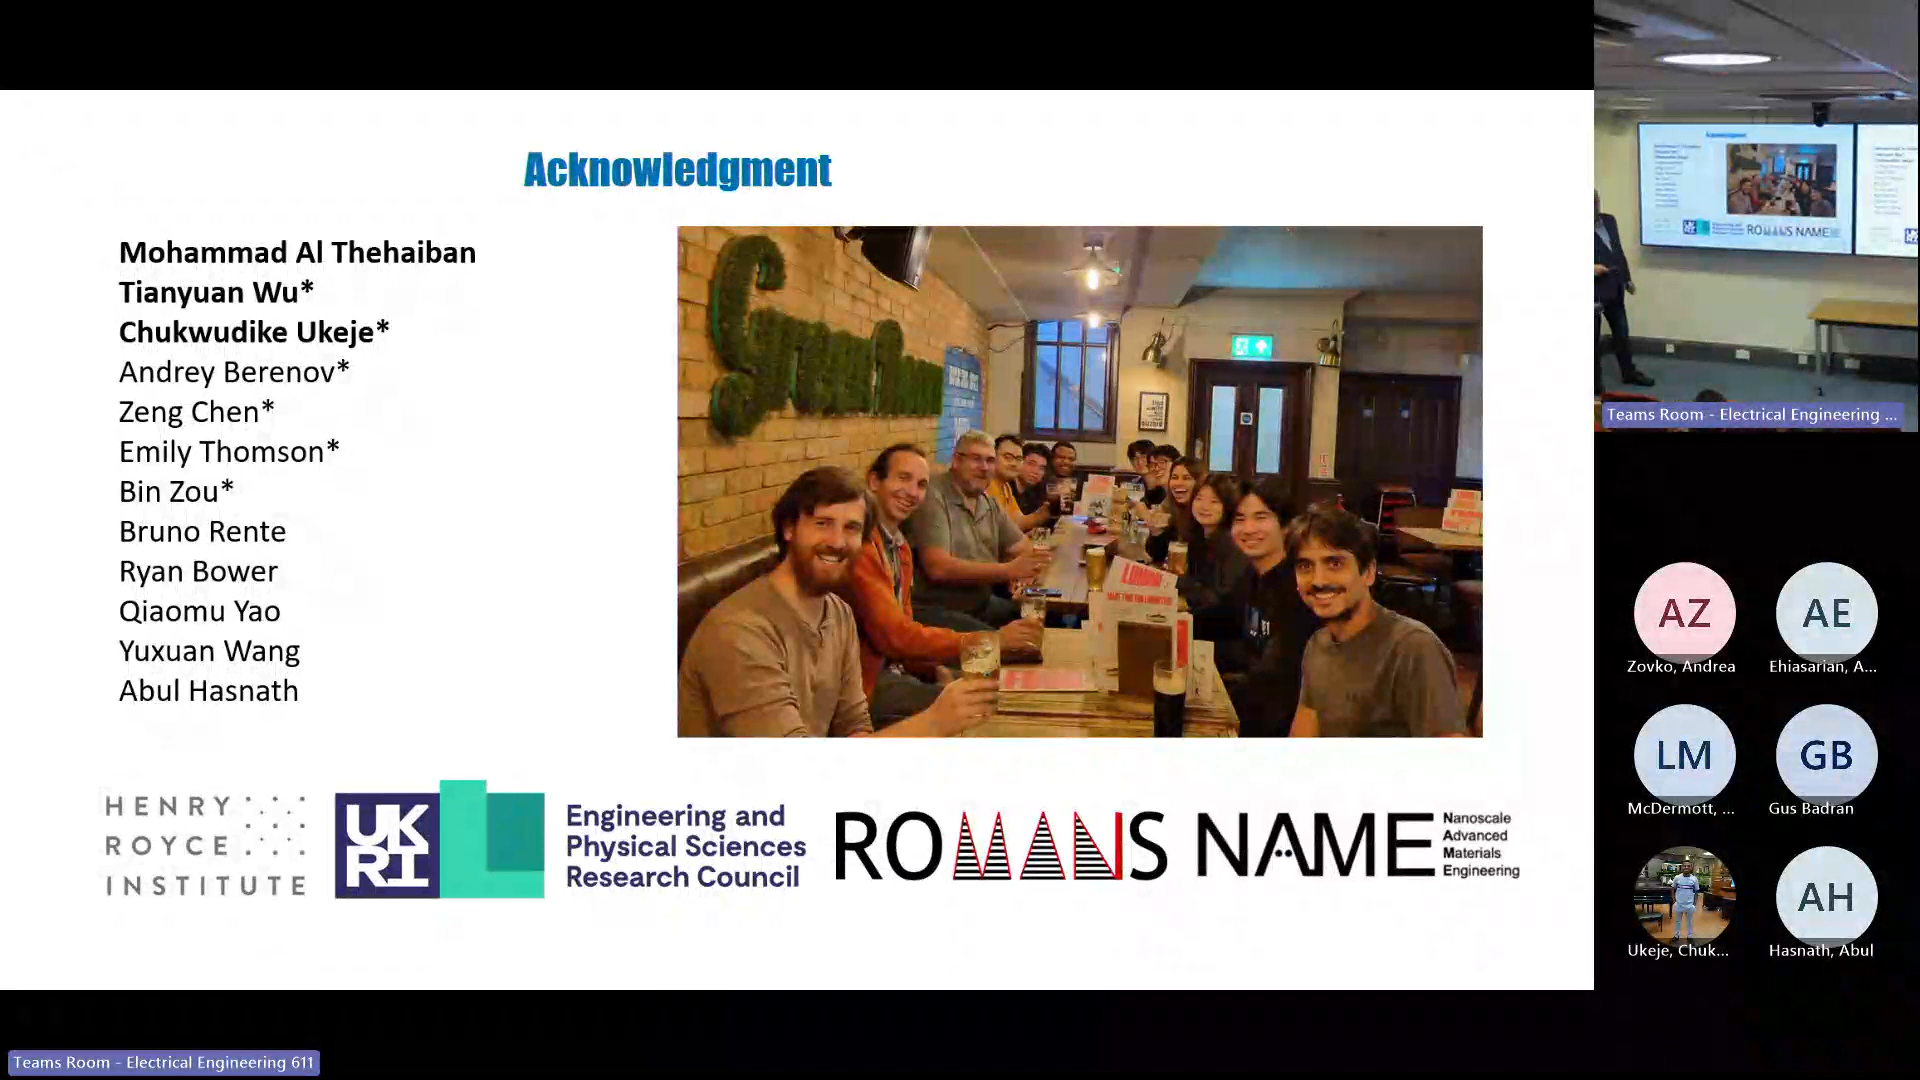 Acknowledgment
Mohammad Al Thehaiban
Tianyuan Wu*
Chukwudike Ukeje*
Andrey Berenov*
Zeng Chen*
Emily Thomson*
Bin Zou*
Bruno Rente
Ryan Bower
Qiaomu Yao
Yuxuan Wang
Abul Hasnath
HENRY
ROYCE
INSTITUTE
UK
RI
Engineering and
Physical Sciences
Research Council
ROMANS NAME
Nanoscale
Advanced
Materials
Engineering
Teams Room - Electrical Engineering ...
AZ
Zovko, Andrea
AE
Ehiasarian, A...
LM
McDermott, ...
GB
Gus Badran
Ukeje, Chuk...
AH
Hasnath, Abul
Teams Room - Electrical Engineering 611